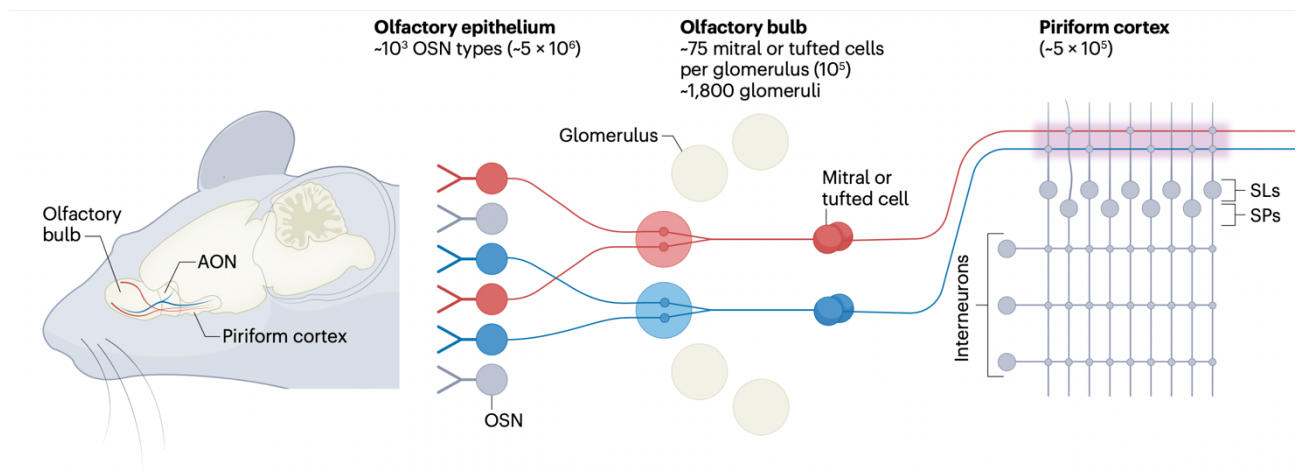 Olfactory epithelium
~10³ OSN types (~5 × 10⁶)
Olfactory bulb
~75 mitral or tufted cells
per glomerulus (10⁵)
~1,800 glomeruli
Piriform cortex
(~5 × 10⁵)
Olfactory
bulb
AON
Piriform cortex
OSN
Glomerulus
Mitral or
tufted cell
SLs
SPs
Interneurons